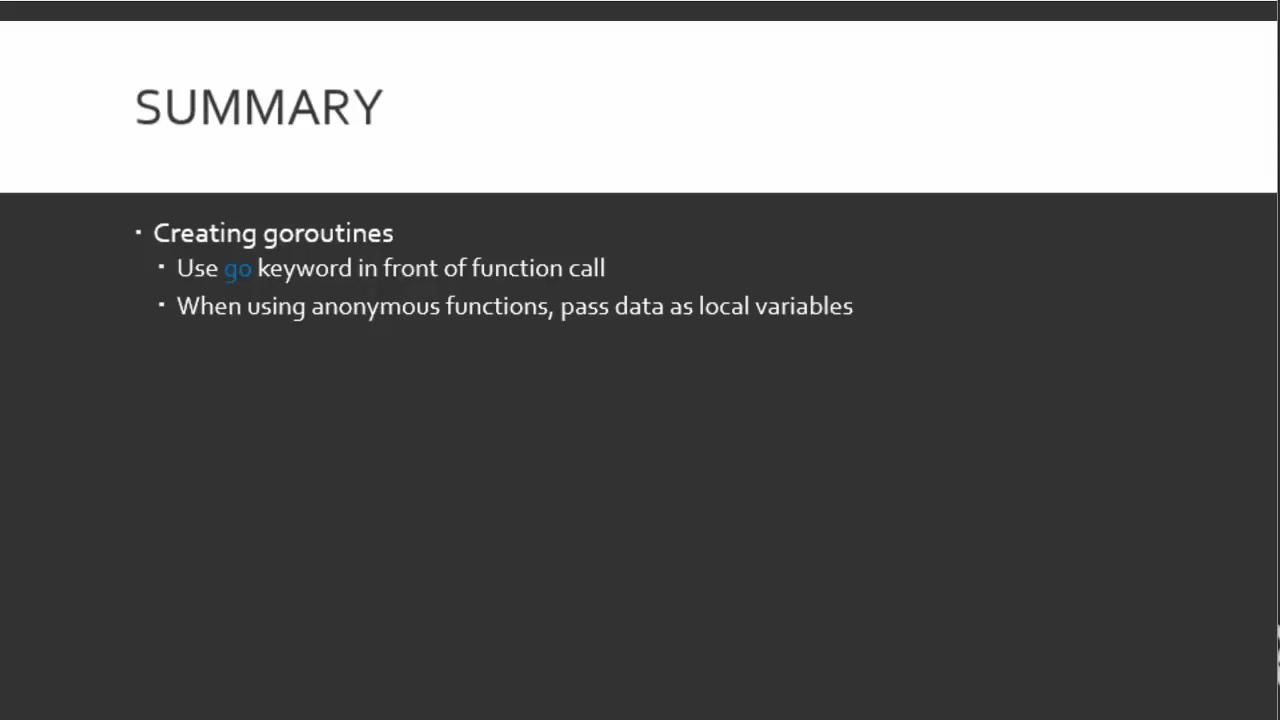 SUMMARY
▪ Creating goroutines
▪ Use go keyword in front of function call
▪ When using anonymous functions, pass data as local variables